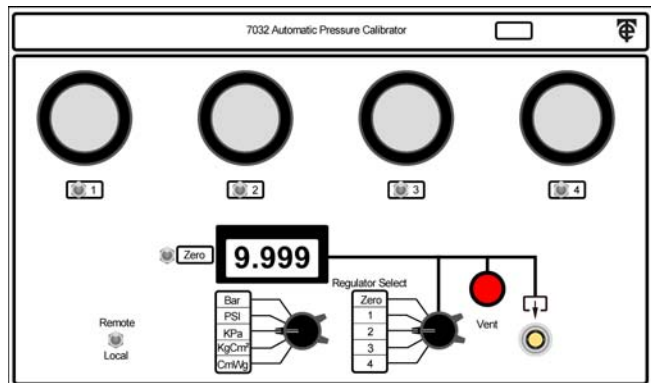 7032 Automatic Pressure Calibrator
1
2
3
4
Zero
9.999
Regulator Select
Bar
PSI
KPa
KgCm²
CmWg
Zero
1
2
3
4
Vent
Remote
Local